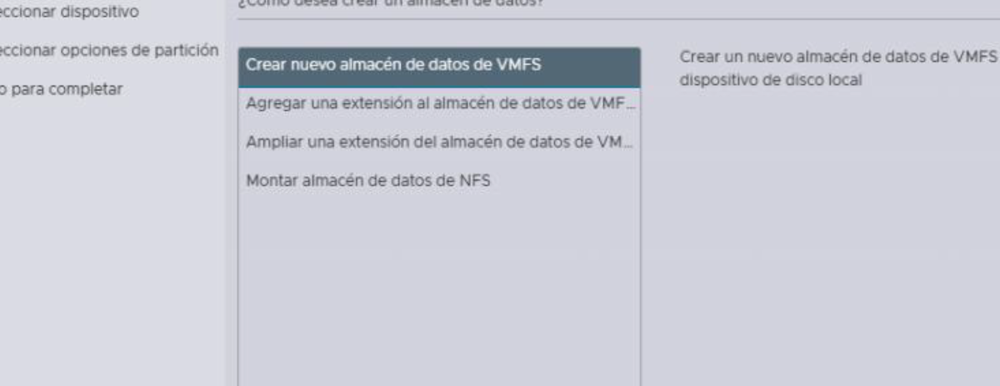 ¿Cómo desea crear un almacén de datos?
dispositivo
opciones de partición
para completar
Crear nuevo almacén de datos de VMFS
Agregar una extensión al almacén de datos de VMF...
Ampliar una extensión del almacén de datos de VM...
Montar almacén de datos de NFS
Crear un nuevo almacén de datos de VMFS
dispositivo de disco local